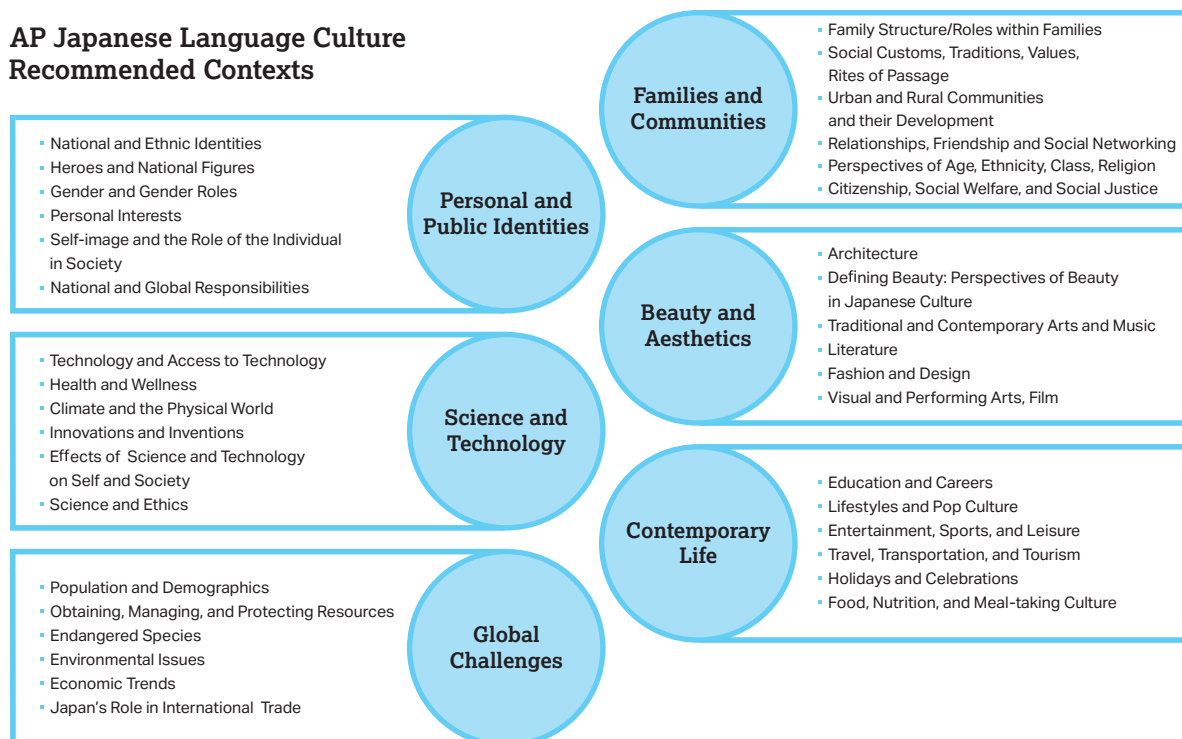 AP Japanese Language Culture
Recommended Contexts
Families and
Communities
▪ Family Structure/Roles within Families
▪ Social Customs, Traditions, Values,
Rites of Passage
▪ Urban and Rural Communities
and their Development
▪ Relationships, Friendship and Social Networking
▪ Perspectives of Age, Ethnicity, Class, Religion
▪ Citizenship, Social Welfare, and Social Justice
▪ National and Ethnic Identities
▪ Heroes and National Figures
▪ Gender and Gender Roles
▪ Personal Interests
▪ Self-image and the Role of the Individual
in Society
▪ National and Global Responsibilities
Personal and
Public Identities
Beauty and
Aesthetics
▪ Architecture
▪ Defining Beauty: Perspectives of Beauty
in Japanese Culture
▪ Traditional and Contemporary Arts and Music
▪ Literature
▪ Fashion and Design
▪ Visual and Performing Arts, Film
▪ Technology and Access to Technology
▪ Health and Wellness
▪ Climate and the Physical World
▪ Innovations and Inventions
▪ Effects of Science and Technology
on Self and Society
▪ Science and Ethics
Science and
Technology
Contemporary
Life
▪ Education and Careers
▪ Lifestyles and Pop Culture
▪ Entertainment, Sports, and Leisure
▪ Travel, Transportation, and Tourism
▪ Holidays and Celebrations
▪ Food, Nutrition, and Meal-taking Culture
▪ Population and Demographics
▪ Obtaining, Managing, and Protecting Resources
▪ Endangered Species
▪ Environmental Issues
▪ Economic Trends
▪ Japan's Role in International Trade
Global
Challenges